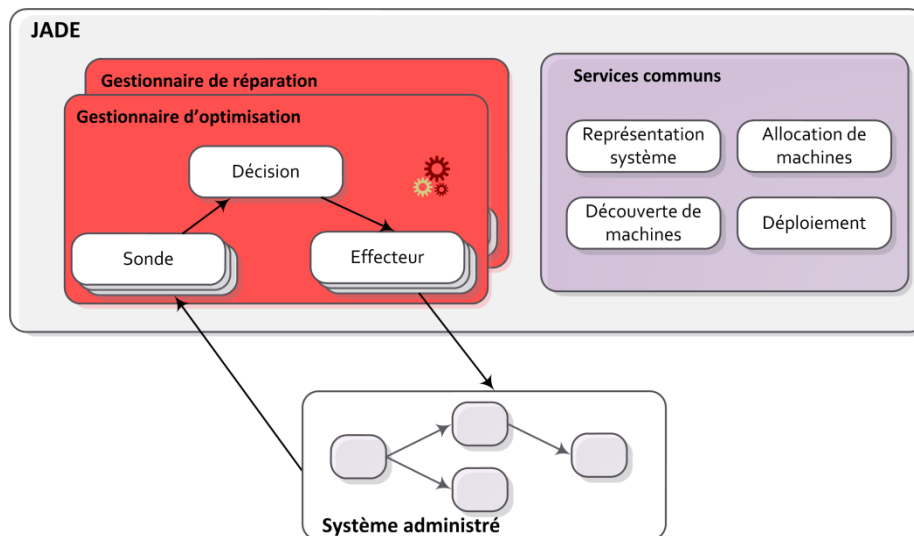 JADE
Gestionnaire de réparation
Gestionnaire d'optimisation
Décision
Sonde
Effecteur
Services communs
Représentation
système
Allocation de
machines
Découverte de
machines
Déploiement
Système administré